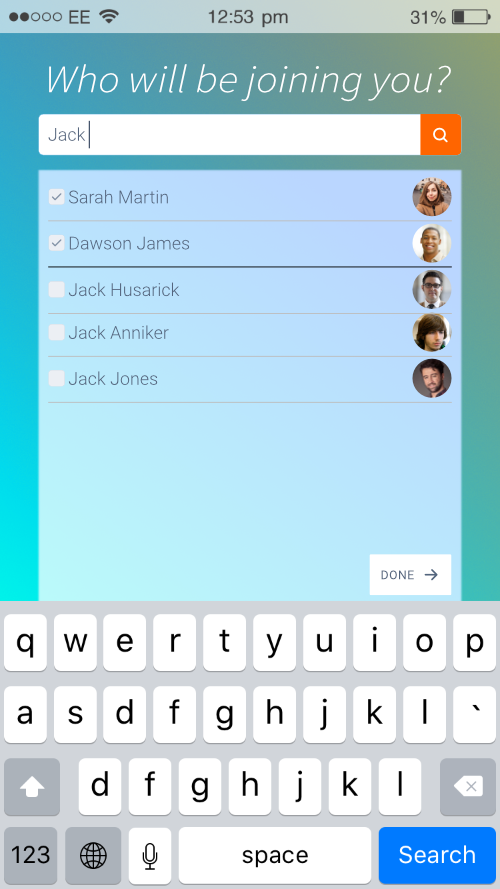 EE 12:53 pm 31%
Who will be joining you?
Jack
Sarah Martin
Dawson James
Jack Husarick
Jack Anniker
Jack Jones
DONE
q w e r t y u i o p
a s d f g h j k l `
d f g h j k l
123 space Search